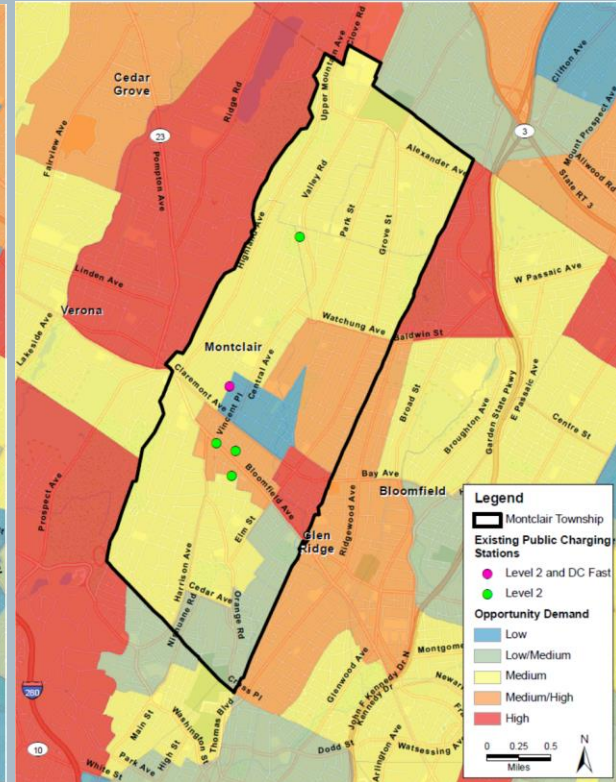 Cedar
Grove
Fairview Ave
23
Pompton Ave
Ridge Rd
Upper Mountain Ave
Clove Rd
Valley Rd
Park St
Grove St
Alexander Ave
3
Clifton Ave
Mount Prospect Ave
Allwood Rd
State RT 3
Highland Ave
Linden Ave
Verona
Lakeside Ave
W Passaic Ave
Watchung Ave
Baldwin St
Montclair
Claremont Ave
Central Ave
Vincent Pl
Broad St
Broughton Ave
Garden State Pkwy
E Passaic Ave
Centre St
Bloomfield Ave
Bay Ave
Bloomfield
Prospect Ave
Elm St
Glen
Ridge
Ridgewood Ave
Harrison Ave
Cedar Ave
Orange Rd
Cross Pl
280
10
White St
Park Ave
Main St
High St
Washington St
Thomas Blvd
Glenwood Ave
John F Kennedy Dr N
Kennedy Dr
Dodd St
Arlington Ave
Watsessing Ave
Legend
Montclair Township
Existing Public Charging
Stations
Level 2 and DC Fast
Level 2
Opportunity Demand
Low
Low/Medium
Medium
Medium/High
High
0 0.25 0.5
Miles
N